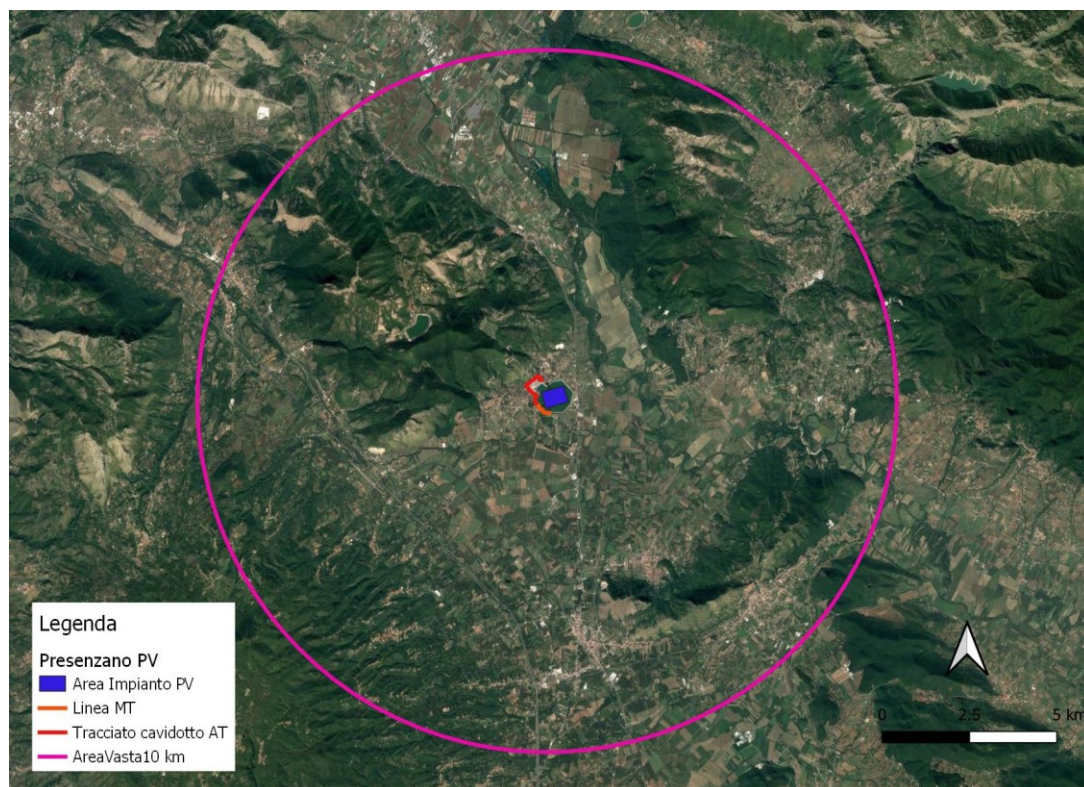 Legenda
Presenzano PV
Area Impianto PV
Linea MT
Tracciato cavidotto AT
AreaVasta10 km
0 2.5 5 km